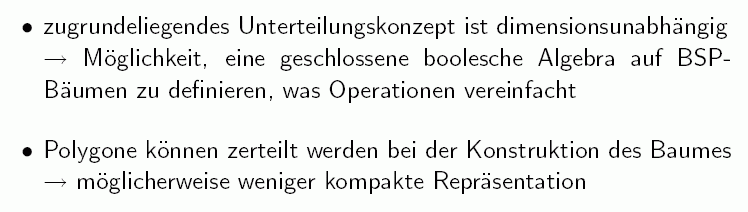 • zugrundeliegendes Unterteilungskonzept ist dimensionsunabhängig
→ Möglichkeit, eine geschlossene boolesche Algebra auf BSP-
Bäumen zu definieren, was Operationen vereinfacht
• Polygone können zerteilt werden bei der Konstruktion des Baumes
→ möglicherweise weniger kompakte Repräsentation